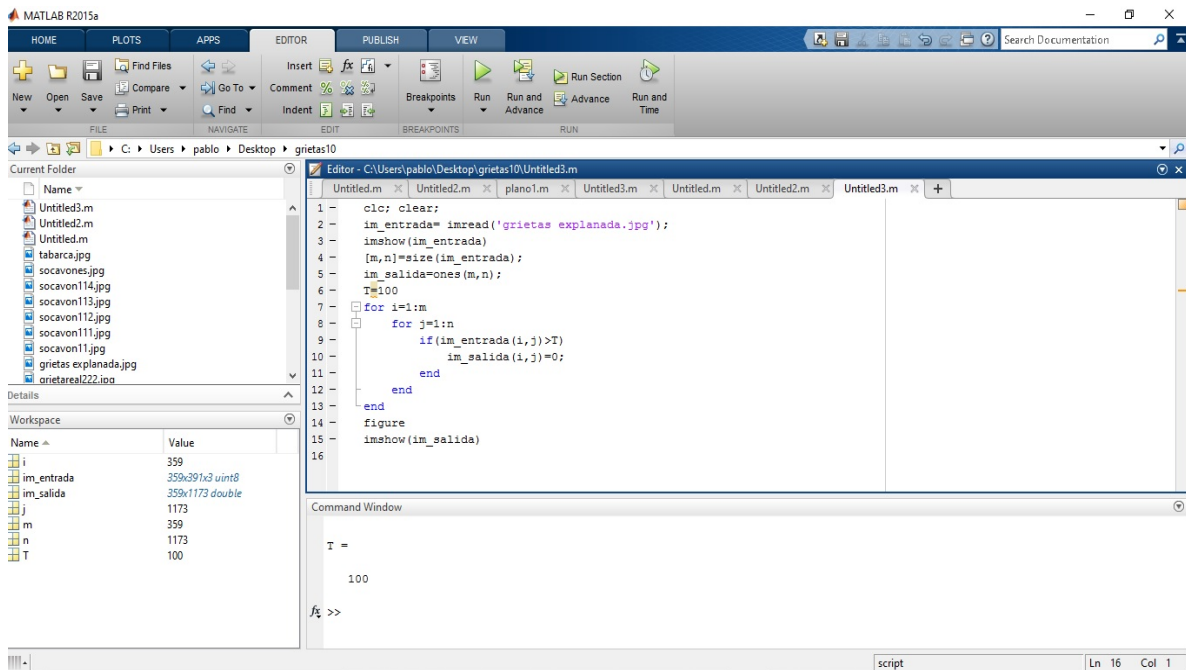 MATLAB R2015a
HOME PLOTS APPS EDITOR PUBLISH VIEW
Search Documentation
New Open Save
Find Files
Compare
Print
Go To
Find
Insert fx
Comment
Indent
Breakpoints
Run
Run and Advance
Run Section
Advance
Run and Time
FILE NAVIGATE EDIT BREAKPOINTS RUN
C: Users pablo Desktop grietas10
Current Folder
Name
Untitled3.m
Untitled2.m
Untitled.m
tabarca.jpg
socavones.jpg
socavon114.jpg
socavon113.jpg
socavon112.jpg
socavon111.jpg
socavon11.jpg
grietas explanada.jpg
grietareal222.jpg
Details
Workspace
Name Value
i 359
im_entrada 359x391x3 uint8
im_salida 359x1173 double
j 1173
m 359
n 1173
T 100
Editor - C:\Users\pablo\Desktop\grietas10\Untitled3.m
Untitled.m Untitled2.m plano1.m Untitled3.m Untitled.m Untitled2.m Untitled3.m +
1 - clc; clear;
2 - im_entrada= imread('grietas explanada.jpg');
3 - imshow(im_entrada)
4 - [m,n]=size(im_entrada);
5 - im_salida=ones(m,n);
6 - T=100
7 - for i=1:m
8 - for j=1:n
9 - if(im_entrada(i,j)>T)
10 - im_salida(i,j)=0;
11 - end
12 - end
13 - end
14 - figure
15 - imshow(im_salida)
16
Command Window
T =
100
fx >>
script Ln 16 Col 1